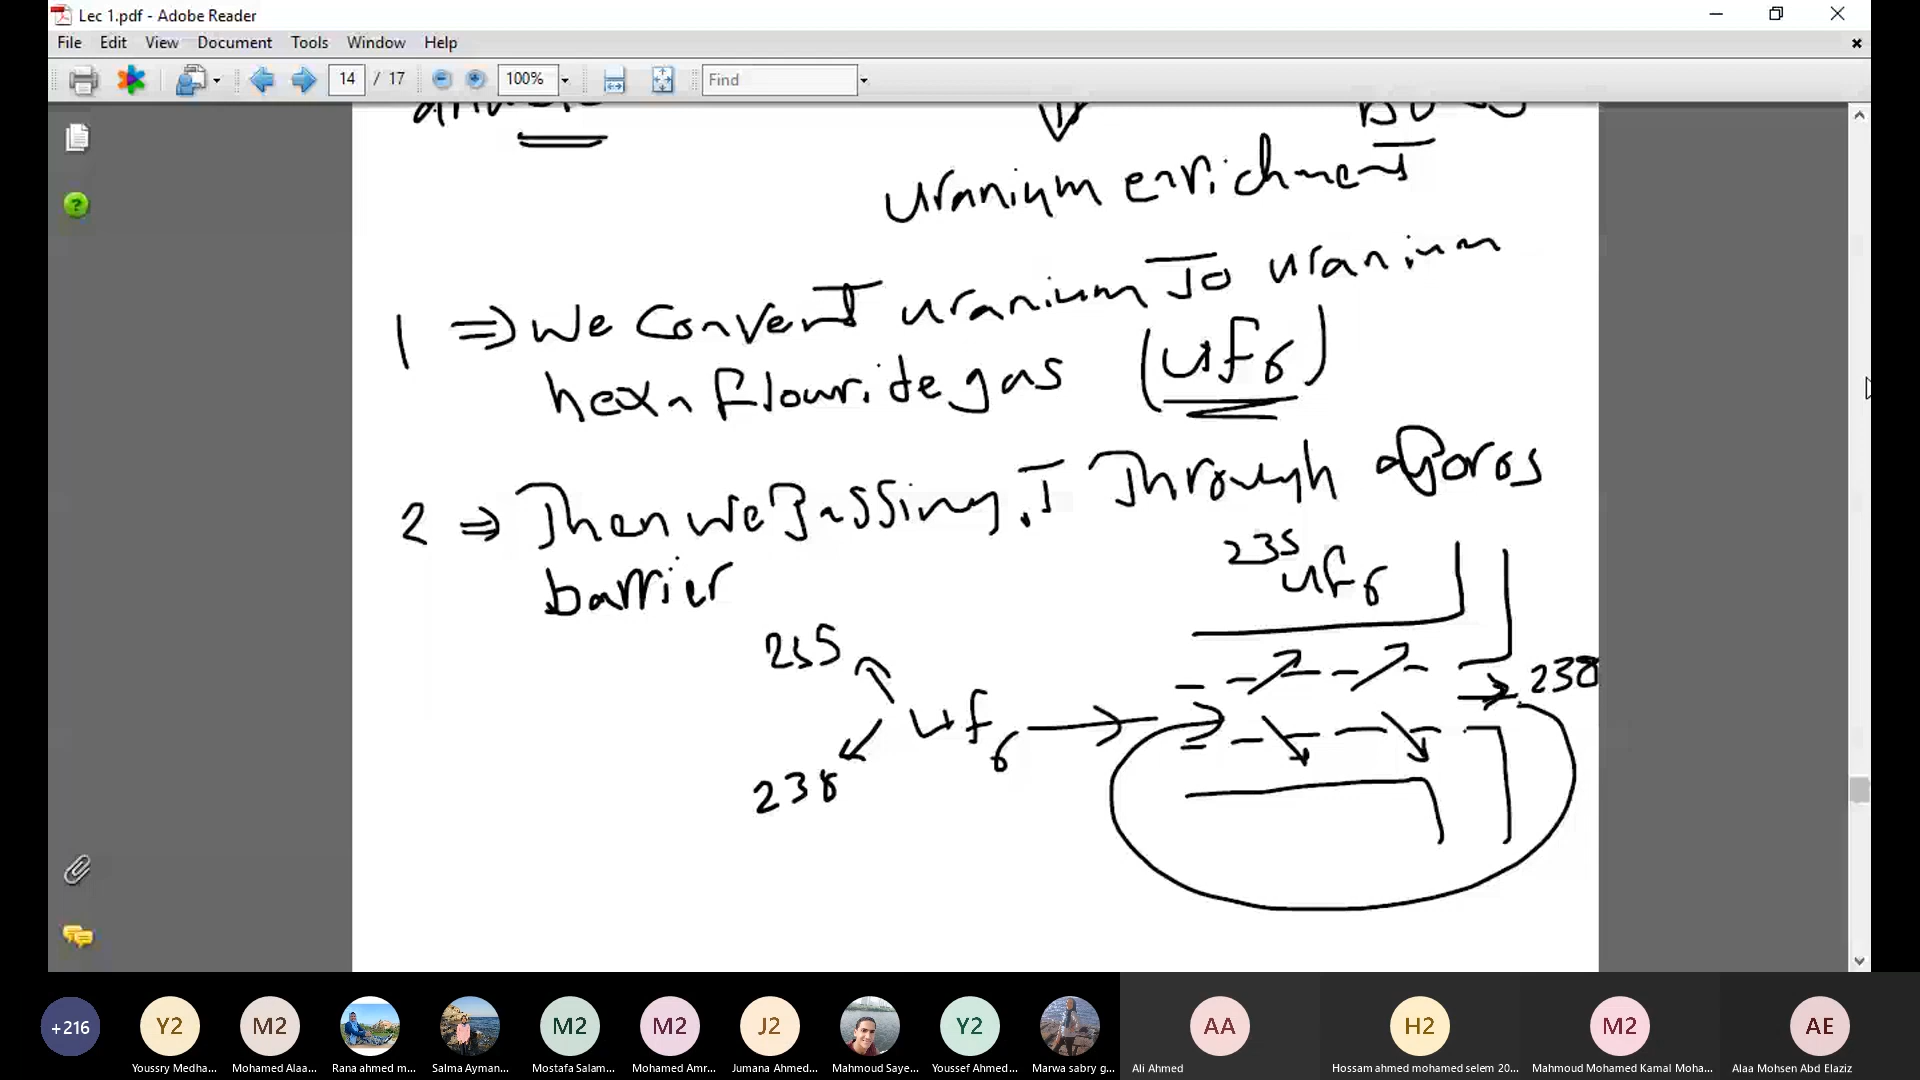 Lec 1.pdf - Adobe Reader
File Edit View Document Tools Window Help
14 / 17 100% Find
uranium enrichment
1 ⇒ we convert uranium To uranium
hexa flouride gas (UF6)
2 ⇒ Then we Passing iT Through a Poros
barrier
235
UF6
235
238
UF6
238
+216 Y2 M2 M2 M2 J2 Y2 AA H2 M2 AE
Youssry Medha... Mohamed Alaa... Rana ahmed m... Salma Ayman... Mostafa Salam... Mohamed Amr... Jumana Ahmed... Mahmoud Saye... Youssef Ahmed... Marwa sabry g... Ali Ahmed Hossam ahmed mohamed selem 20... Mahmoud Mohamed Kamal Moha... Alaa Mohsen Abd Elaziz